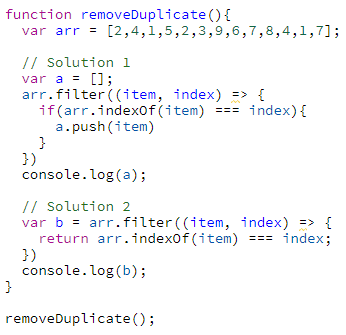 function removeDuplicate(){
  var arr = [2,4,1,5,2,3,9,6,7,8,4,1,7];

  // Solution 1
  var a = [];
  arr.filter((item, index) => {
    if(arr.indexOf(item) === index){
      a.push(item)
    }
  })
  console.log(a);

  // Solution 2
  var b = arr.filter((item, index) => {
    return arr.indexOf(item) === index;
  })
  console.log(b);
}

removeDuplicate();